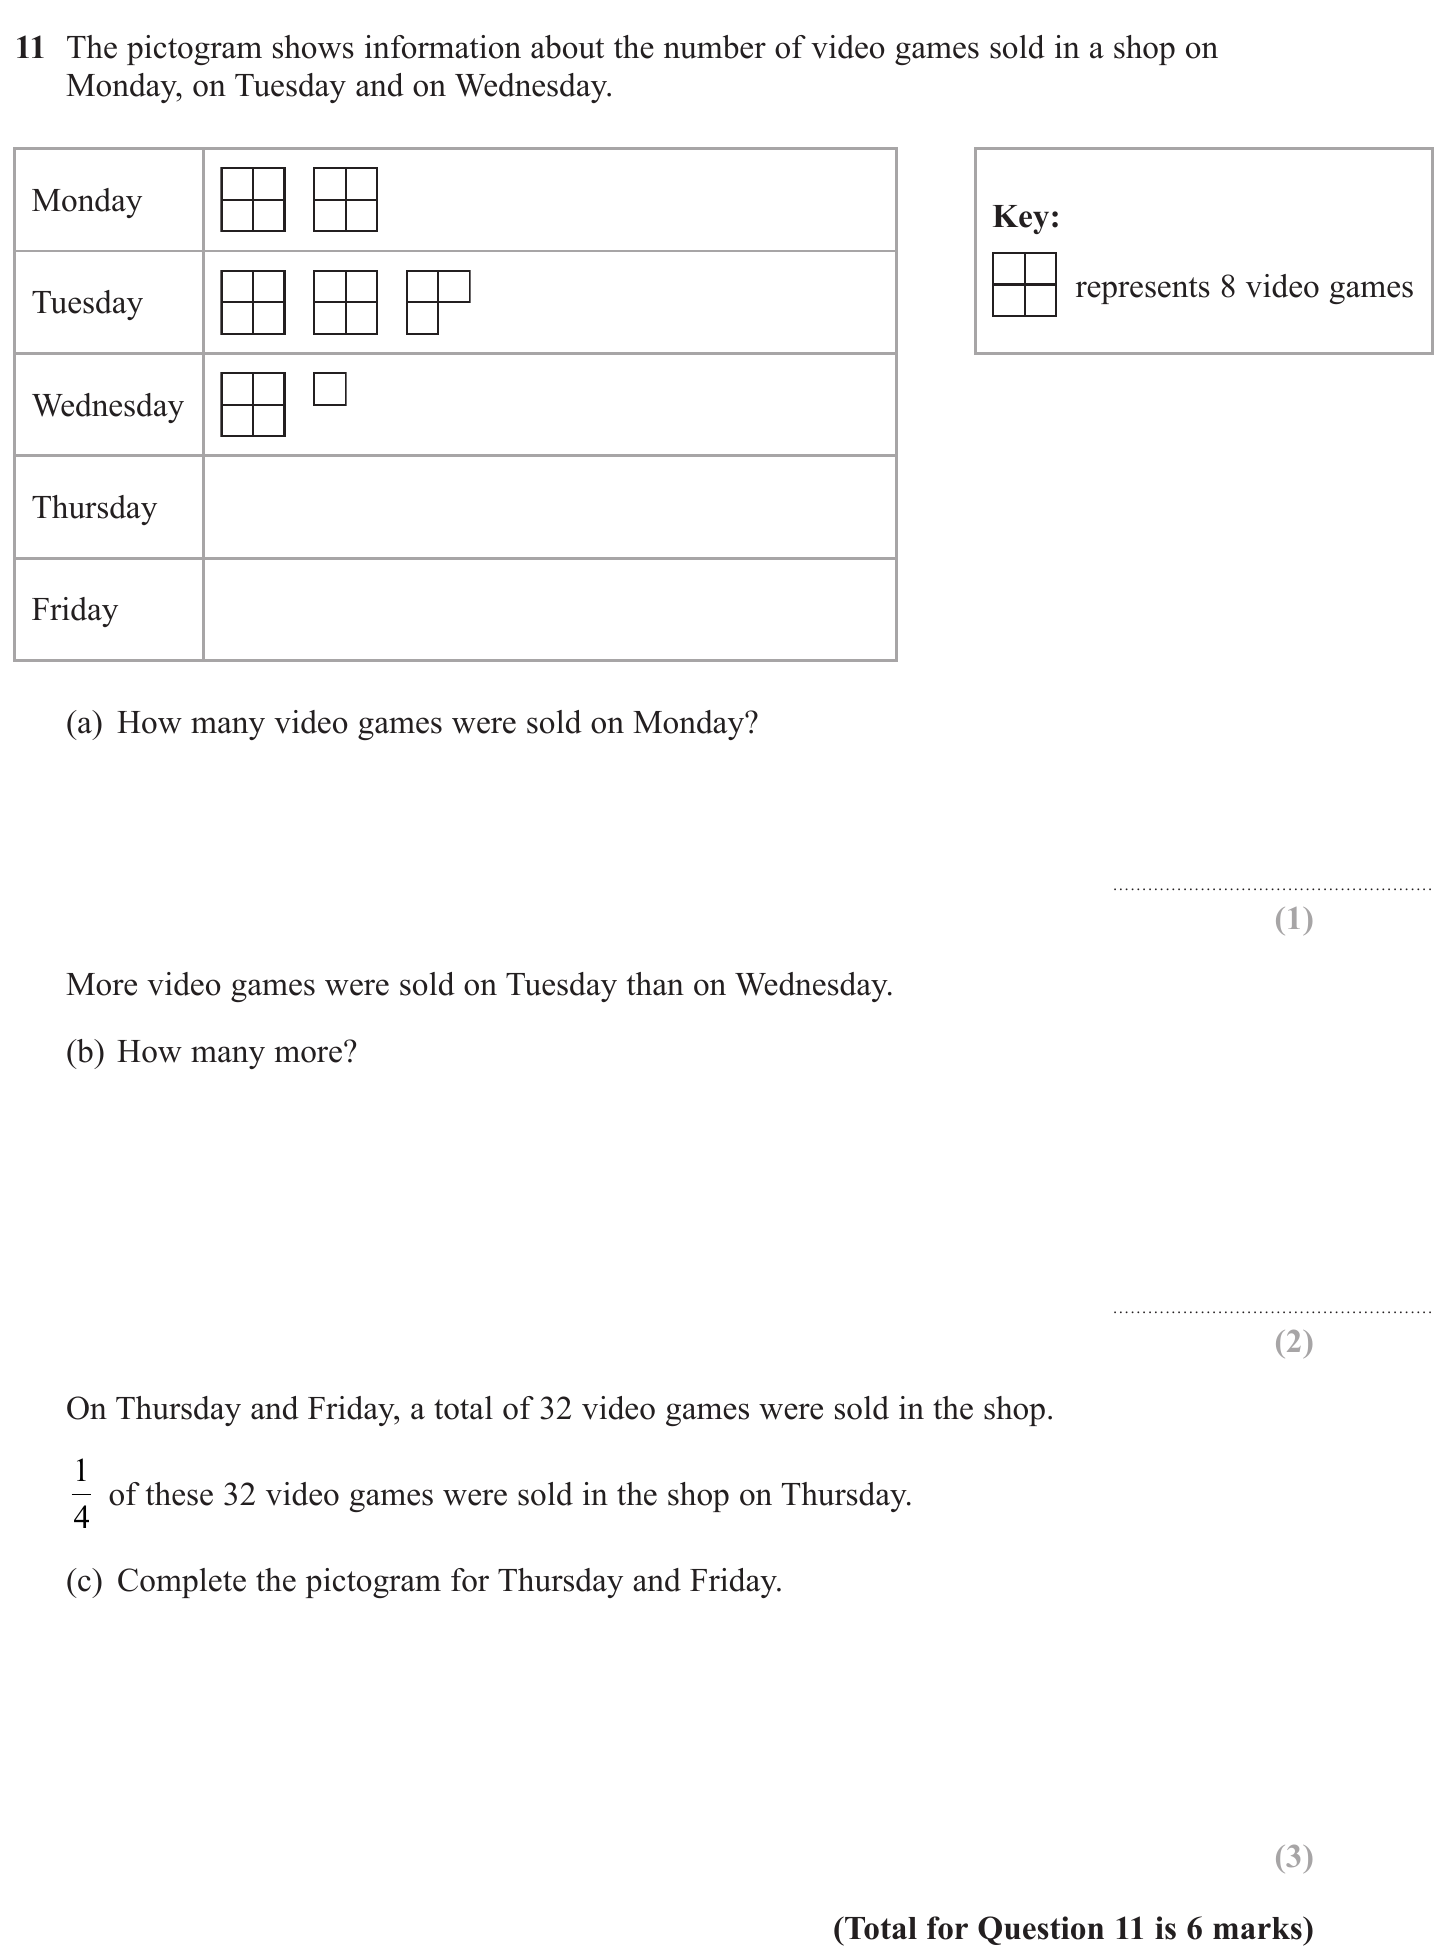 11 The pictogram shows information about the number of video games sold in a shop on
Monday, on Tuesday and on Wednesday.
Monday
Tuesday
Wednesday
Thursday
Friday
Key:
represents 8 video games
(a) How many video games were sold on Monday?
(1)
More video games were sold on Tuesday than on Wednesday.
(b) How many more?
(2)
On Thursday and Friday, a total of 32 video games were sold in the shop.
1/4 of these 32 video games were sold in the shop on Thursday.
(c) Complete the pictogram for Thursday and Friday.
(3)
(Total for Question 11 is 6 marks)